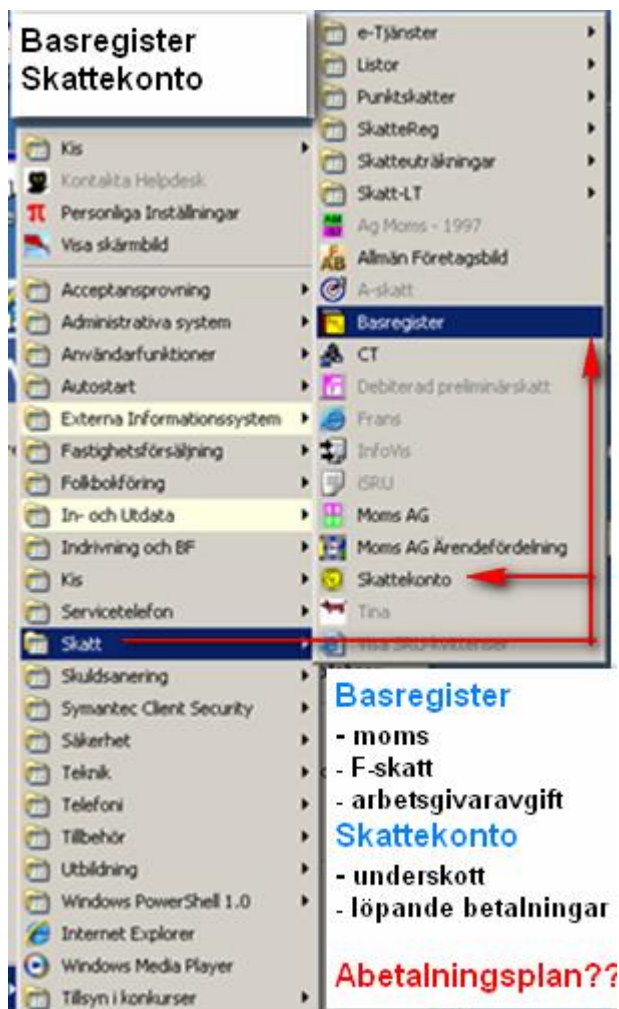 Basregister
Skattekonto
Kis
Kontakta Helpdesk
Personliga Inställningar
Visa skärmbild
Acceptansprovning
Administrativa system
Användarfunktioner
Autostart
Externa Informationssystem
Fastighetsförsäljning
Folkbokföring
In- och Utdata
Indrivning och BF
Kis
Servicetelefon
Skatt
Skuldsanering
Symantec Client Security
Säkerhet
Teknik
Telefoni
Tillbehör
Utbildning
Windows PowerShell 1.0
Internet Explorer
Windows Media Player
Tillsyn i konkurser
e-Tjänster
Listor
Punktskatter
SkatteReg
Skatteuträkningar
Skatt-LT
Ag Moms - 1997
Allmän Företagsbild
A-skatt
Basregister
CT
Debiterad preliminärskatt
Frans
InfoVis
iSRU
Moms AG
Moms AG Ärendefördelning
Skattekonto
Tina
Visa SRU-kvittenser
Basregister
- moms
- F-skatt
- arbetsgivaravgift
Skattekonto
- underskott
- löpande betalningar
Abetalningsplan??